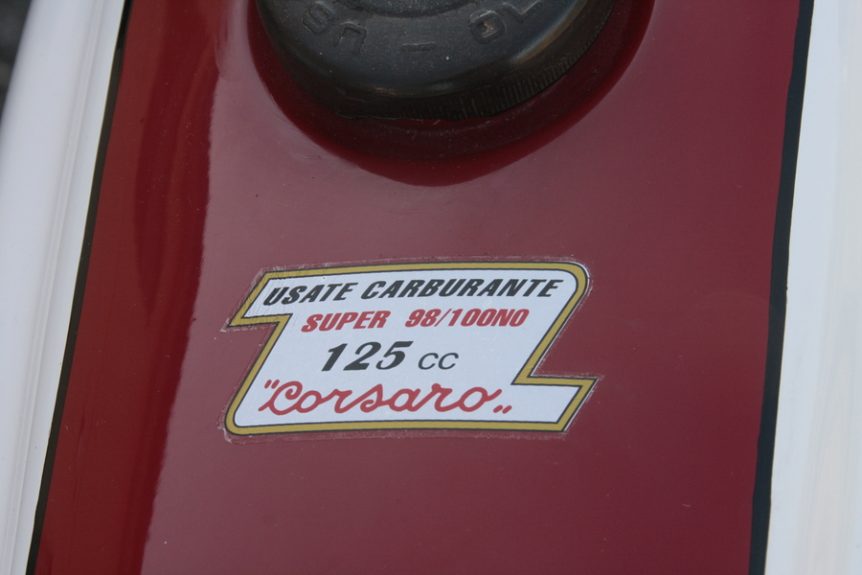 USATE CARBURANTE
SUPER 98/100NO
125 cc
"Corsaro"